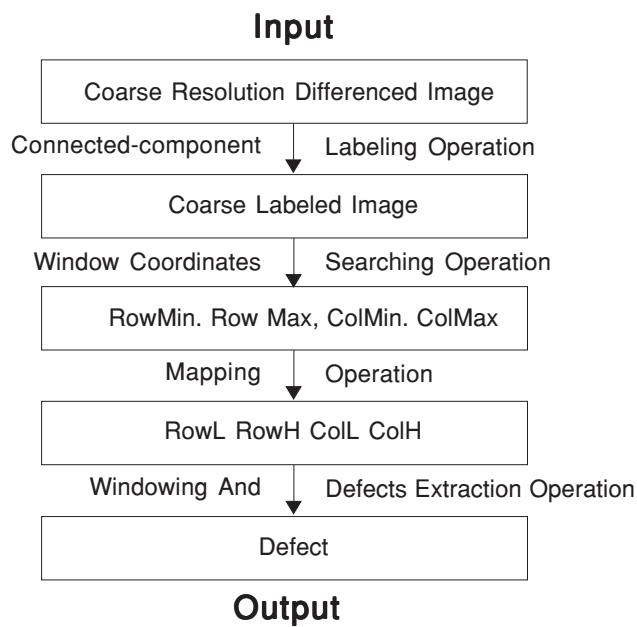 Input
Coarse Resolution Differenced Image
Connected-component Labeling Operation
Coarse Labeled Image
Window Coordinates Searching Operation
RowMin. Row Max, ColMin. ColMax
Mapping Operation
RowL RowH ColL ColH
Windowing And Defects Extraction Operation
Defect
Output